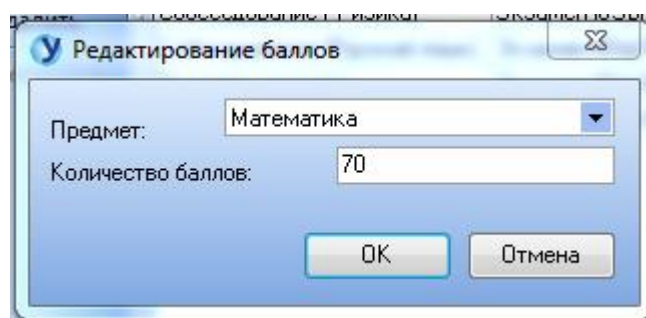 Редактирование баллов
Предмет:
Математика
Количество баллов:
70
OK
Отмена